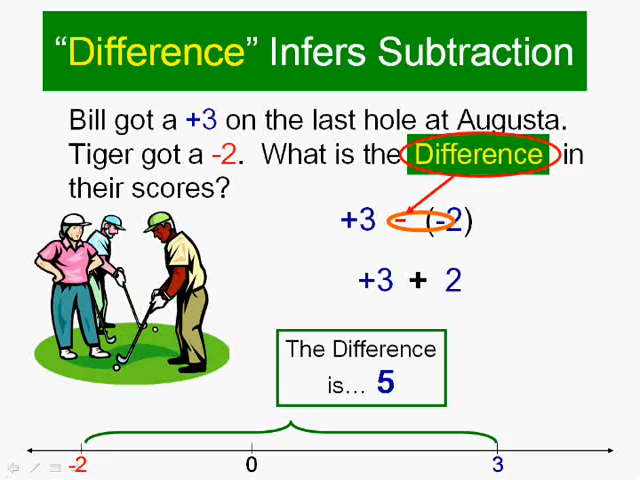 “Difference” Infers Subtraction
Bill got a +3 on the last hole at Augusta.
Tiger got a -2. What is the Difference in
their scores?
+3 - (-2)
+3 + 2
The Difference
is... 5
-2 0 3